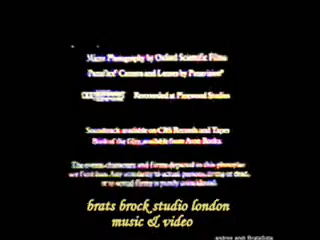 Micro Photography by Oxford Scientific Films
Panaflex® Camera and Lenses by Panavision®
Rerecorded at Pinewood Studios
Soundtrack available on CBS Records and Tapes
Book of the Film available from Avon Books.
The events, characters and firms depicted in this photoplay
are fictitious. Any similarity to actual persons, living or dead,
or to actual firms is purely coincidental.
brats brock studio london
music & video